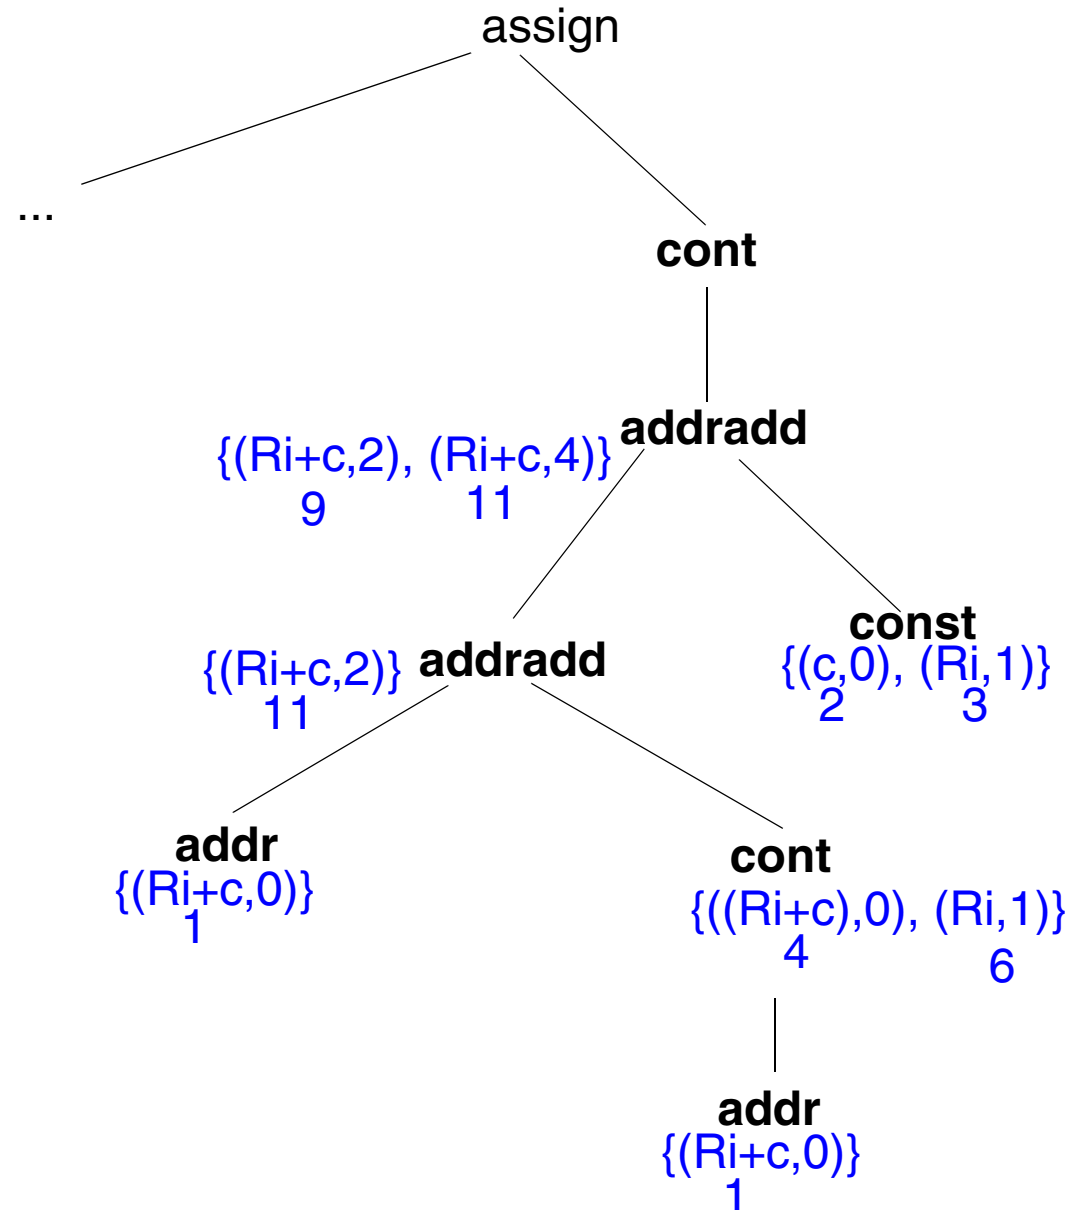 assign
...
cont
addradd
{(Ri+c,2), (Ri+c,4)}
9 11
const
{(c,0), (Ri,1)}
2 3
addradd
{(Ri+c,2)}
11
addr
{(Ri+c,0)}
1
cont
{((Ri+c),0), (Ri,1)}
4 6
addr
{(Ri+c,0)}
1